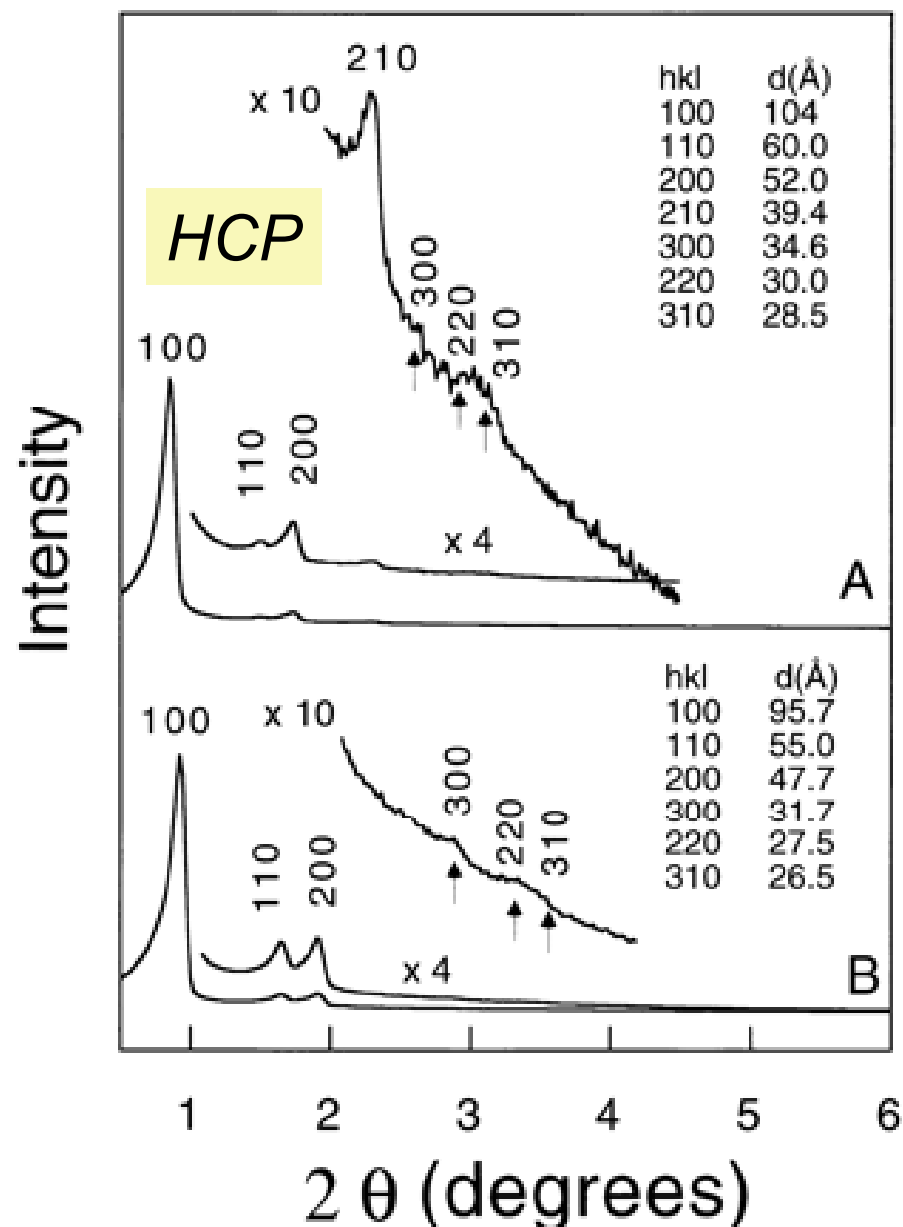 210
x 10
hkl d(Å)
100 104
110 60.0
200 52.0
210 39.4
300 34.6
220 30.0
310 28.5
HCP
300
220
310
100
110
200
x 4
A
Intensity
hkl d(Å)
100 95.7
110 55.0
200 47.7
300 31.7
220 27.5
310 26.5
100
x 10
300
220
310
110
200
x 4
B
1 2 3 4 5 6
2 θ (degrees)